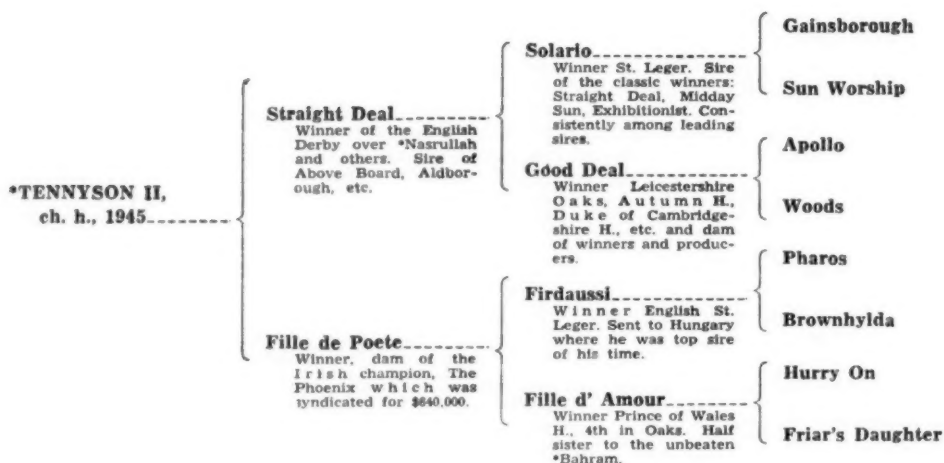 *TENNYSON II,
ch. h., 1945
Straight Deal
Winner of the English
Derby over *Nasrullah
and others. Sire of
Above Board, Aldbor-
ough, etc.
Fille de Poete
Winner, dam of the
Irish champion, The
Phoenix which was
syndicated for $640,000.
Solario
Winner St. Leger. Sire
of the classic winners:
Straight Deal, Midday
Sun, Exhibitionist. Con-
sistently among leading
sires.
Good Deal
Winner Leicestershire
Oaks, Autumn H.,
Duke of Cambridge-
shire H., etc. and dam
of winners and produc-
ers.
Firdaussi
Winner English St.
Leger. Sent to Hungary
where he was top sire
of his time.
Fille d' Amour
Winner Prince of Wales
H., 4th in Oaks. Half
sister to the unbeaten
*Bahram.
Gainsborough
Sun Worship
Apollo
Woods
Pharos
Brownhylda
Hurry On
Friar's Daughter